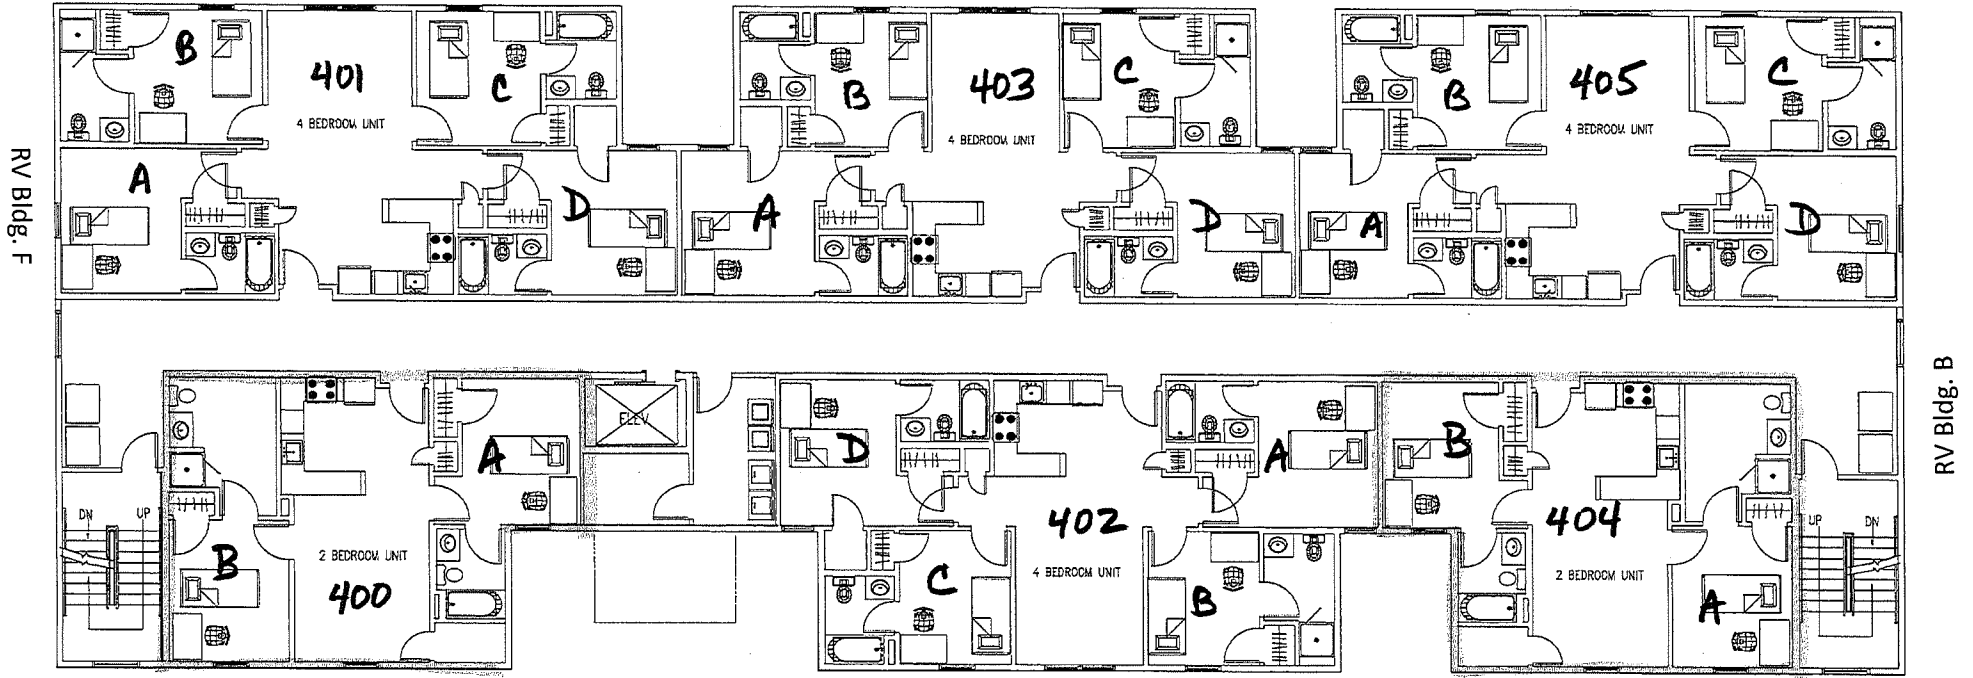 B
401
4 BEDROOM UNIT
C
A
D
B
403
4 BEDROOM UNIT
C
A
D
B
405
4 BEDROOM UNIT
C
A
D
RV Bldg. F
RV Bldg. B
DN
UP
B
2 BEDROOM UNIT
400
A
ELEV
D
C
402
4 BEDROOM UNIT
A
B
B
404
2 BEDROOM UNIT
A
UP
DN